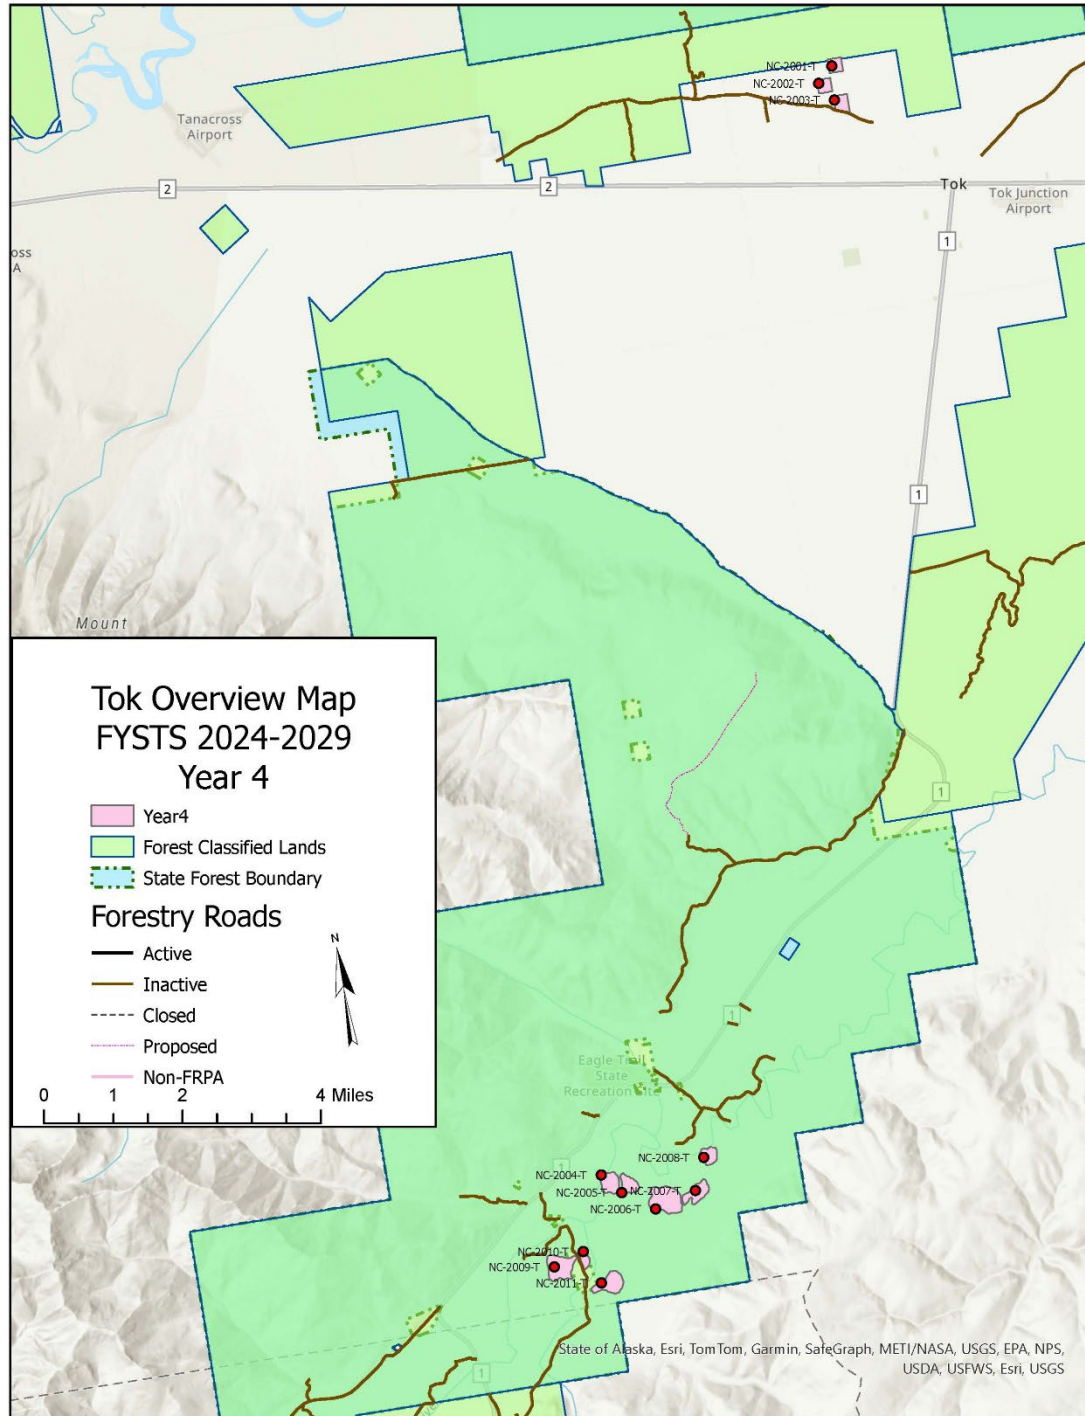 NC-2001-T
NC-2002-T
NC-2003-T
Tanacross
Airport
2
2
Tok
Tok Junction
Airport
1
oss
A
1
Mount
Tok Overview Map
FYSTS 2024-2029
Year 4
Year4
Forest Classified Lands
State Forest Boundary
Forestry Roads
N
Active
Inactive
Closed
Proposed
Non-FRPA
0 2 4 Miles
1
1
Eagle Trail
State
Recreation Site
NC-2008-T
1
NC-2004-T
NC-2005-T
NC-2007-T
NC-2006-T
NC-2010-T
NC-2009-T
NC-2011-T
1
State of Alaska, Esri, TomTom, Garmin, SafeGraph, METI/NASA, USGS, EPA, NPS,
USDA, USFWS, Esri, USGS